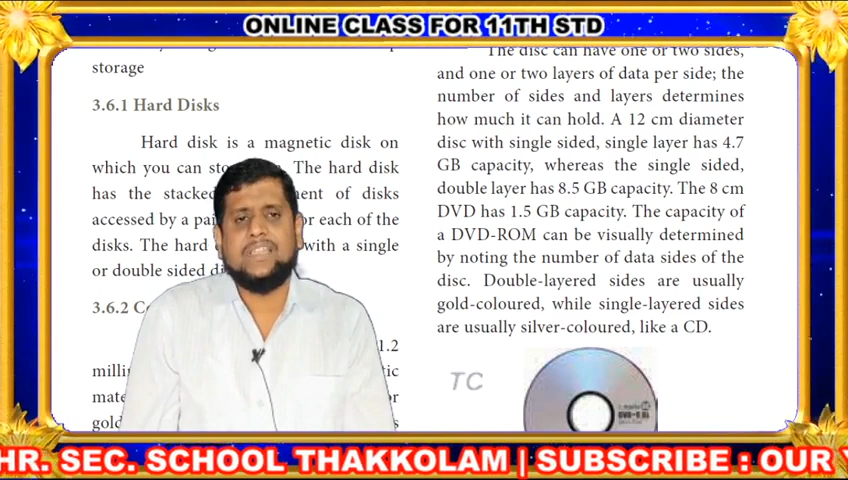 ONLINE CLASS FOR 11TH STD
storage
3.6.1 Hard Disks
Hard disk is a magnetic disk on
which you can The hard disk
has the stacked of disks
accessed by a for each of the
disks. The hard with a single
or double sided
3.6.2
1.2
gold
The disc can have one or two sides,
and one or two layers of data per side; the
number of sides and layers determines
how much it can hold. A 12 cm diameter
disc with single sided, single layer has 4.7
GB capacity, whereas the single sided,
double layer has 8.5 GB capacity. The 8 cm
DVD has 1.5 GB capacity. The capacity of
a DVD-ROM can be visually determined
by noting the number of data sides of the
disc. Double-layered sides are usually
gold-coloured, while single-layered sides
are usually silver-coloured, like a CD.
TC
HR. SEC. SCHOOL THAKKOLAM | SUBSCRIBE : OUR